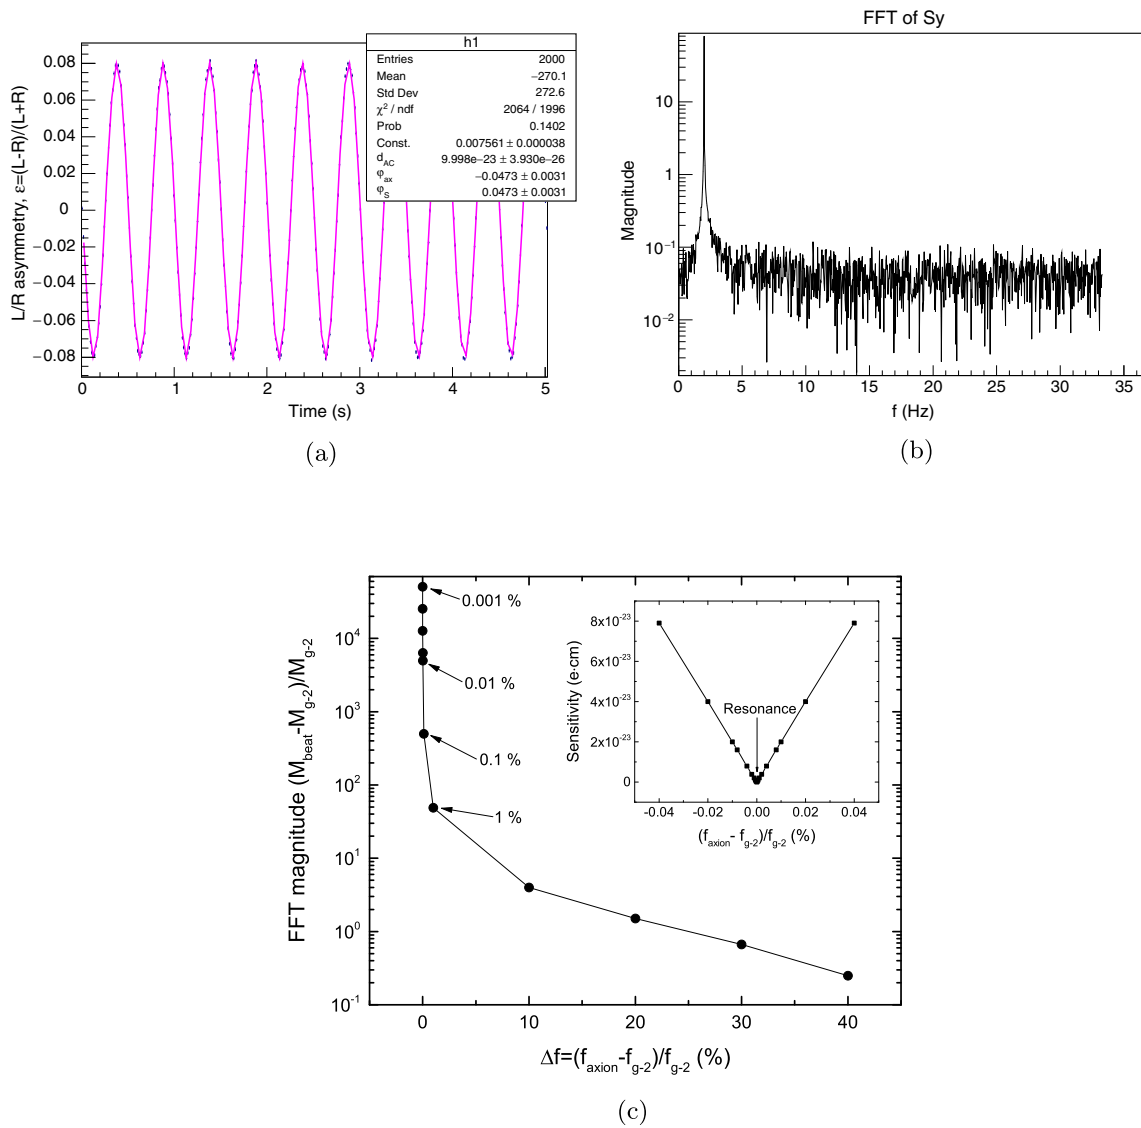 h1
Entries 2000
Mean −270.1
Std Dev 272.6
χ² / ndf 2064 / 1996
Prob 0.1402
Const. 0.007561 ± 0.000038
d_AC 9.998e−23 ± 3.930e−26
φ_ax −0.0473 ± 0.0031
φ_S 0.0473 ± 0.0031
L/R asymmetry, ε=(L-R)/(L+R)
0.08
0.06
0.04
0.02
0
−0.02
−0.04
−0.06
−0.08
0 1 2 3 4 5
Time (s)
(a)
FFT of Sy
Magnitude
10
1
10⁻¹
10⁻²
0 5 10 15 20 25 30 35
f (Hz)
(b)
FFT magnitude (M_beat-M_g-2)/M_g-2
10⁴
10³
10²
10¹
10⁰
10⁻¹
0.001 %
0.01 %
0.1 %
1 %
Sensitivity (e·cm)
8x10⁻²³
6x10⁻²³
4x10⁻²³
2x10⁻²³
0
Resonance
-0.04 -0.02 0.00 0.02 0.04
(f_axion- f_g-2)/f_g-2 (%)
0 10 20 30 40
Δf=(f_axion-f_g-2)/f_g-2 (%)
(c)